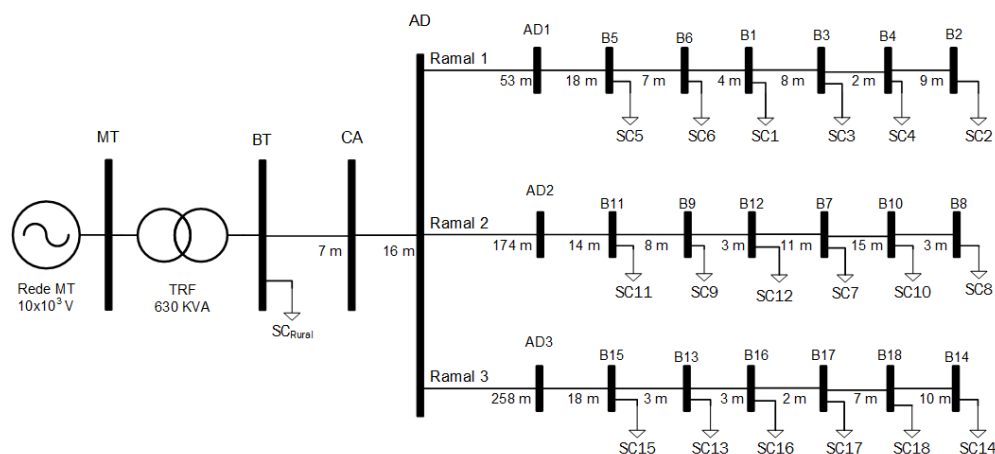 AD
Ramal 1
AD1
B5
B6
B1
B3
B4
B2
53 m
18 m
7 m
4 m
8 m
2 m
9 m
SC5
SC6
SC1
SC3
SC4
SC2
MT
BT
CA
Rede MT
10x10³ V
TRF
630 KVA
SCRural
7 m
16 m
Ramal 2
AD2
B11
B9
B12
B7
B10
B8
174 m
14 m
8 m
3 m
11 m
15 m
3 m
SC11
SC9
SC12
SC7
SC10
SC8
Ramal 3
AD3
B15
B13
B16
B17
B18
B14
258 m
18 m
3 m
3 m
2 m
7 m
10 m
SC15
SC13
SC16
SC17
SC18
SC14